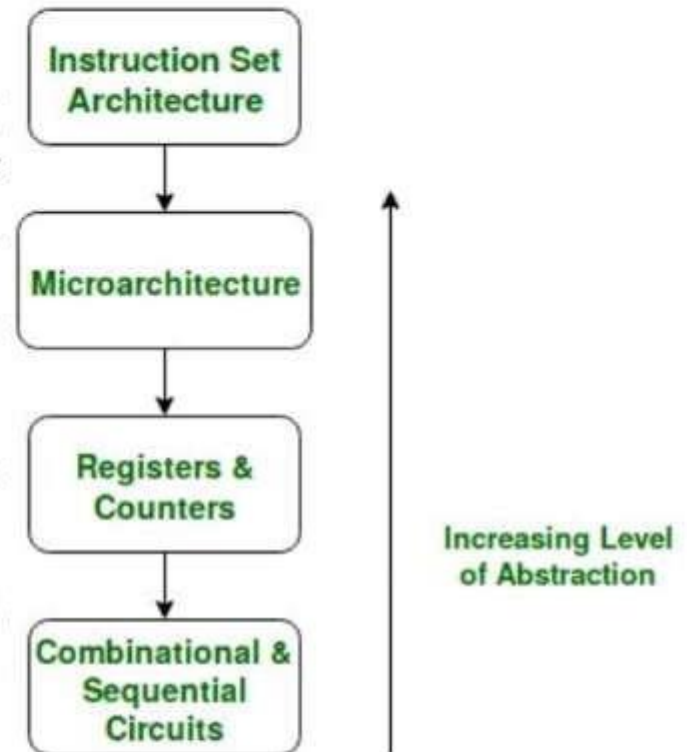 Instruction Set
Architecture
Microarchitecture
Registers &
Counters
Increasing Level
of Abstraction
Combinational &
Sequential
Circuits